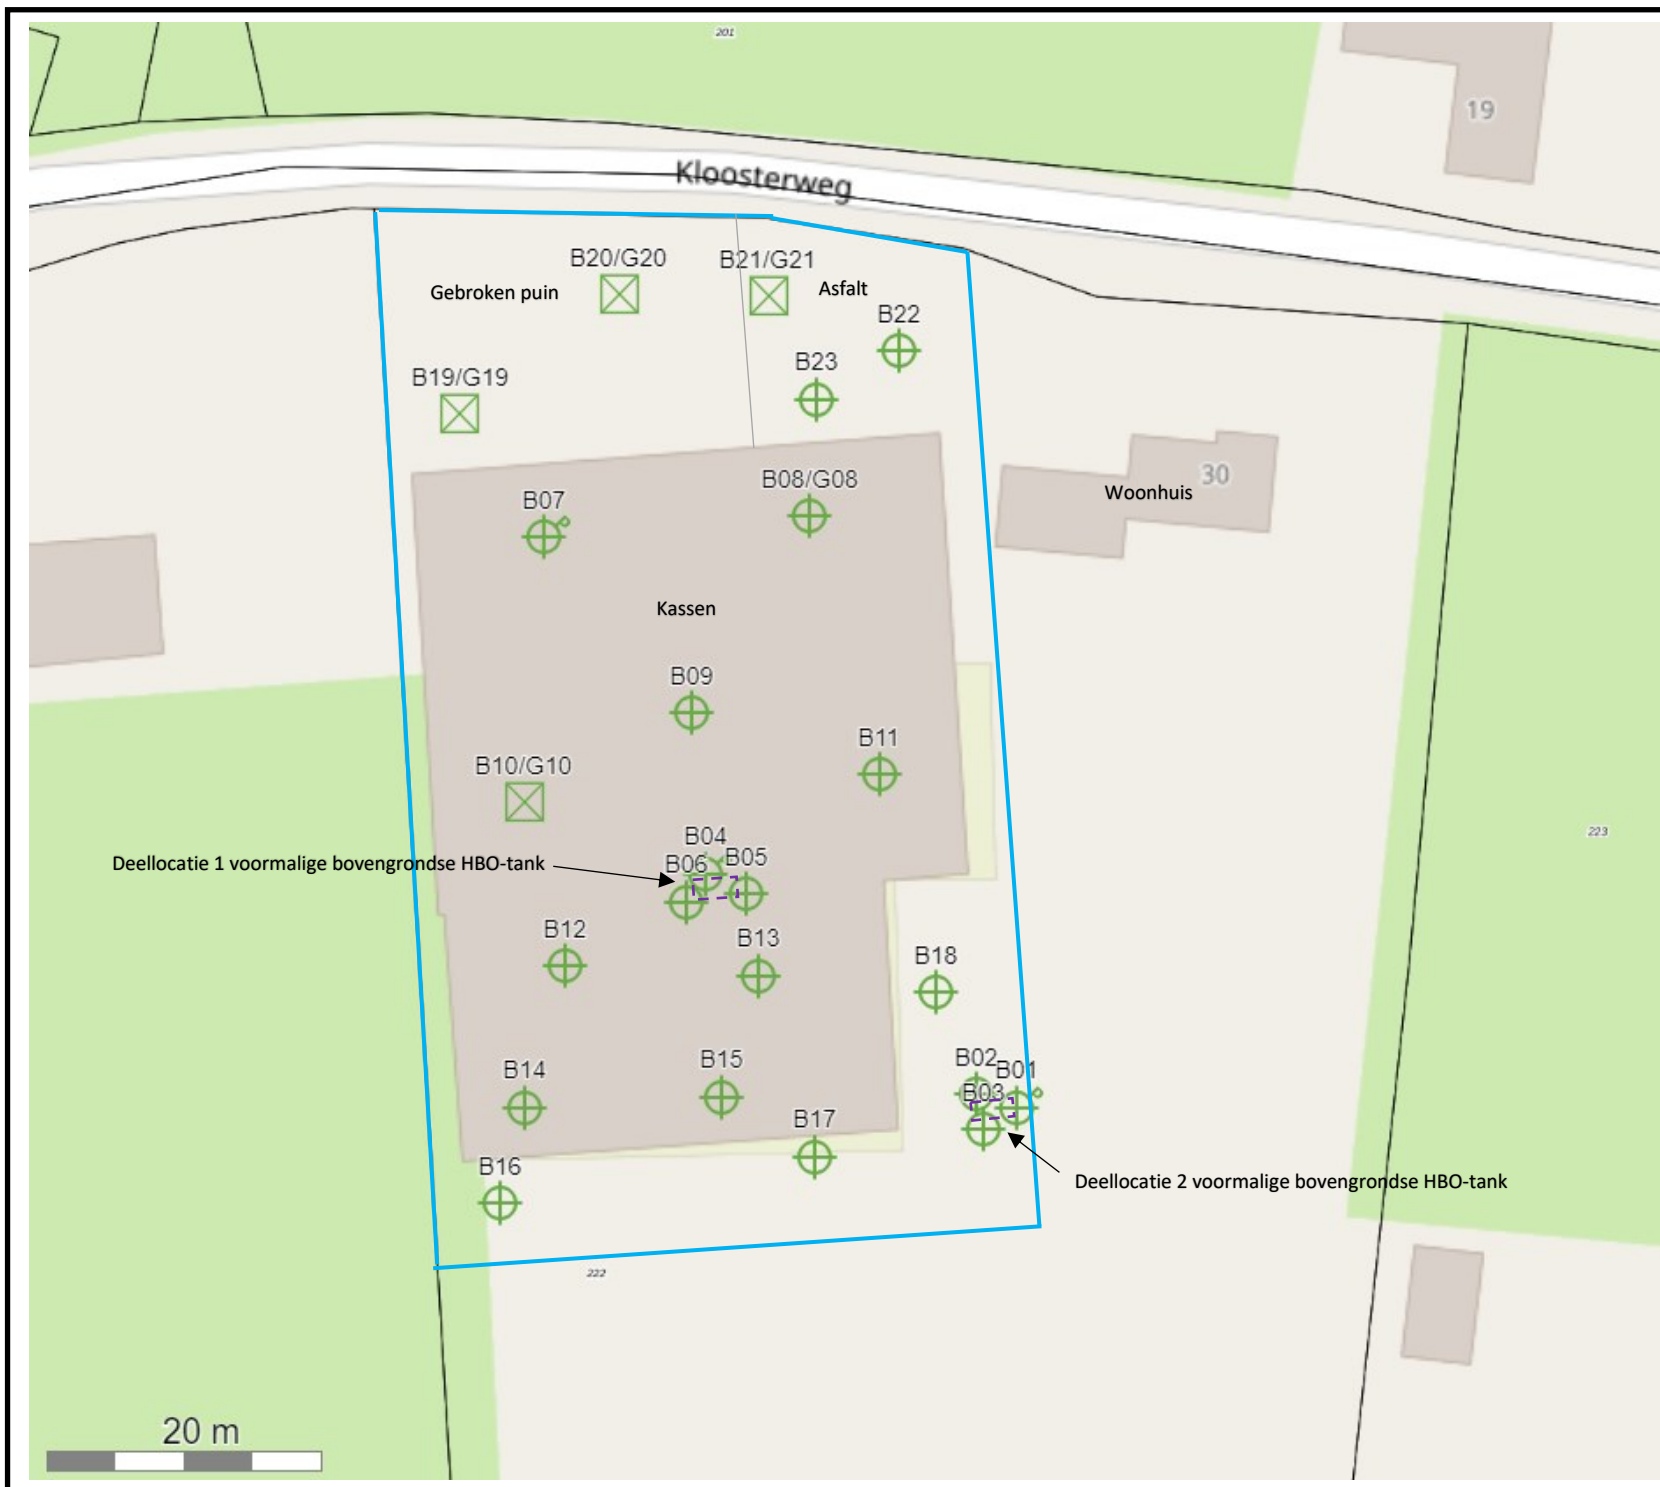 201
19
Kloosterweg
B20/G20
B21/G21
Gebroken puin
Asfalt
B22
B23
B19/G19
B08/G08
30
Woonhuis
B07
Kassen
B09
B11
B10/G10
B04
Deellocatie 1 voormalige bovengrondse HBO-tank
B06
B05
223
B12
B13
B18
B02
B01
B03
B14
B15
B17
B16
Deellocatie 2 voormalige bovengrondse HBO-tank
222
20 m